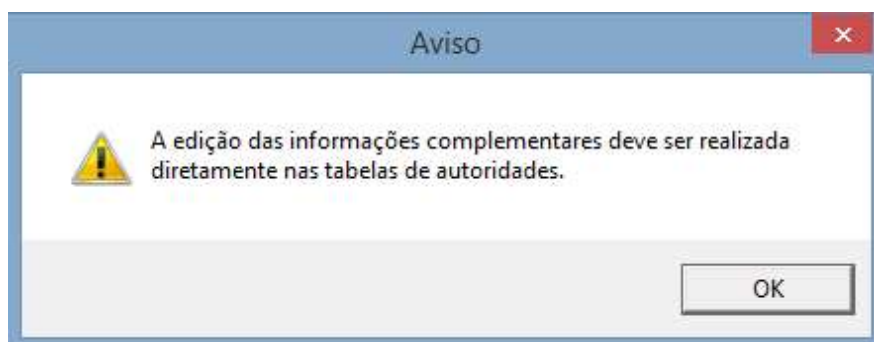 Aviso
A edição das informações complementares deve ser realizada
diretamente nas tabelas de autoridades.
OK